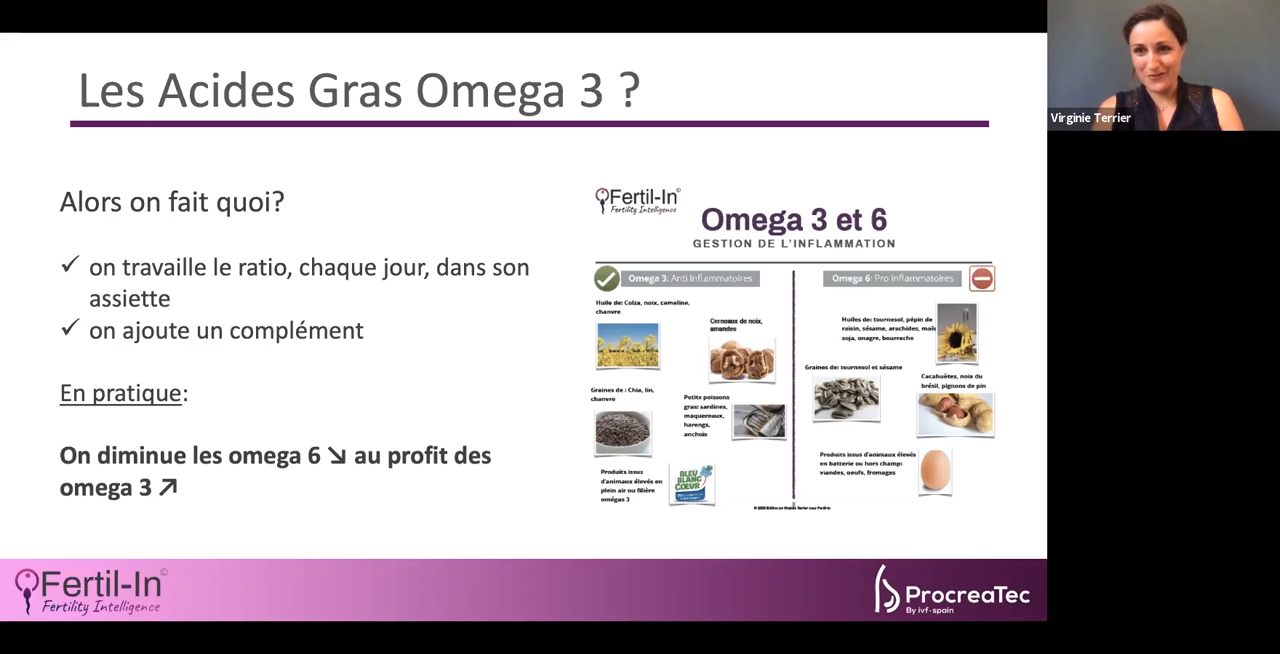 Les Acides Gras Omega 3 ?
Virginie Terrier
Alors on fait quoi?
✓ on travaille le ratio, chaque jour, dans son
assiette
✓ on ajoute un complément
En pratique:
On diminue les omega 6 ↘ au profit des
omega 3 ↗
Fertil-In©
Fertility Intelligence
Omega 3 et 6
GESTION DE L'INFLAMMATION
Omega 3: Anti Inflammatoires
Huile de: Colza, noix, cameline,
chanvre
Cerneaux de noix,
amandes
Graines de : Chia, lin,
chanvre
Petits poissons
gras: sardines,
maquereaux,
harengs,
anchois
Produits issus
d'animaux élevés en
plein air ou filière
omégas 3
BLEU
BLANC
COEUR
Omega 6: Pro Inflammatoires
Huiles de: tournesol, pépin de
raisin, sésame, arachides, maïs
soja, onagre, bourrache
Graines de: tournesol et sésame
Cacahuètes, noix du
brésil, pignons de pin
Produits issus d'animaux élevés
en batterie ou hors champ:
viandes, oeufs, fromages
Fertil-In©
Fertility Intelligence
ProcreaTec
By ivf-spain